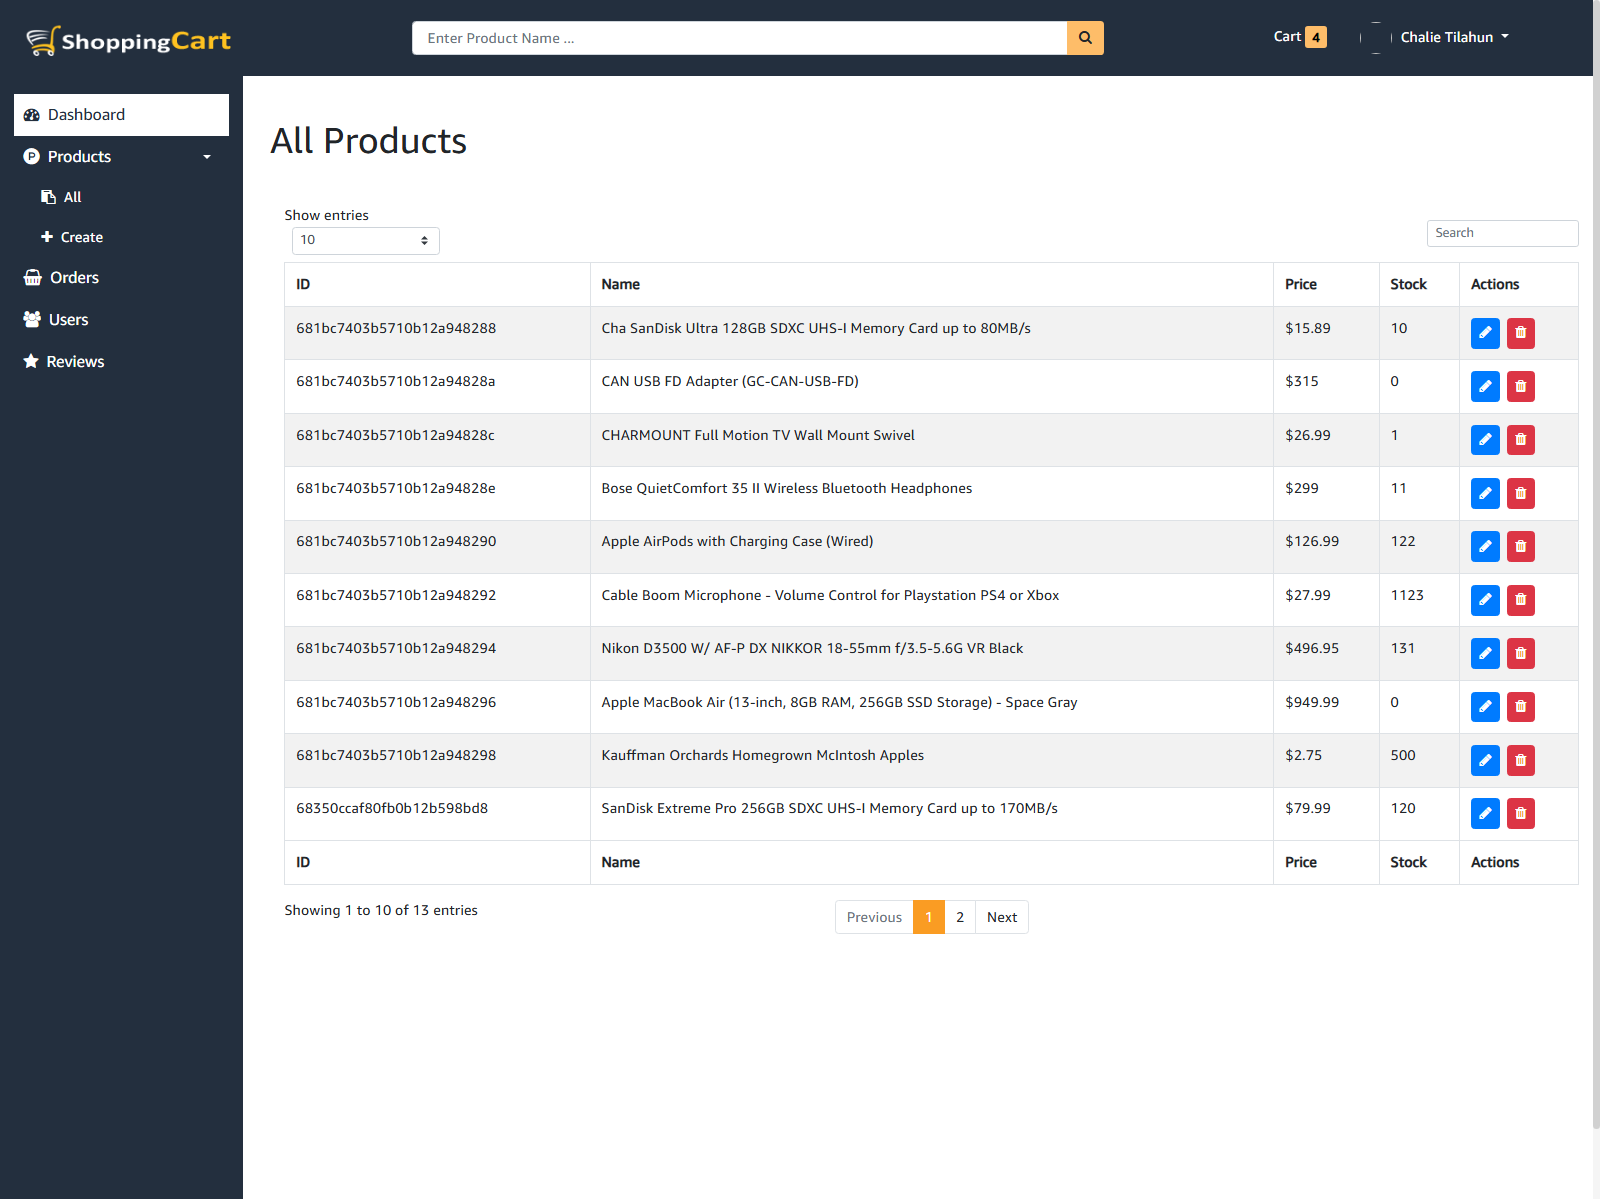 ShoppingCart
Enter Product Name ...
Cart 4
Chalie Tilahun
Dashboard
Products
All
Create
Orders
Users
Reviews
All Products
Show entries
10
Search
ID Name Price Stock Actions
681bc7403b5710b12a948288 Cha SanDisk Ultra 128GB SDXC UHS-I Memory Card up to 80MB/s $15.89 10
681bc7403b5710b12a94828a CAN USB FD Adapter (GC-CAN-USB-FD) $315 0
681bc7403b5710b12a94828c CHARMOUNT Full Motion TV Wall Mount Swivel $26.99 1
681bc7403b5710b12a94828e Bose QuietComfort 35 II Wireless Bluetooth Headphones $299 11
681bc7403b5710b12a948290 Apple AirPods with Charging Case (Wired) $126.99 122
681bc7403b5710b12a948292 Cable Boom Microphone - Volume Control for Playstation PS4 or Xbox $27.99 1123
681bc7403b5710b12a948294 Nikon D3500 W/ AF-P DX NIKKOR 18-55mm f/3.5-5.6G VR Black $496.95 131
681bc7403b5710b12a948296 Apple MacBook Air (13-inch, 8GB RAM, 256GB SSD Storage) - Space Gray $949.99 0
681bc7403b5710b12a948298 Kauffman Orchards Homegrown McIntosh Apples $2.75 500
68350ccaf80fb0b12b598bd8 SanDisk Extreme Pro 256GB SDXC UHS-I Memory Card up to 170MB/s $79.99 120
ID Name Price Stock Actions
Showing 1 to 10 of 13 entries
Previous 1 2 Next